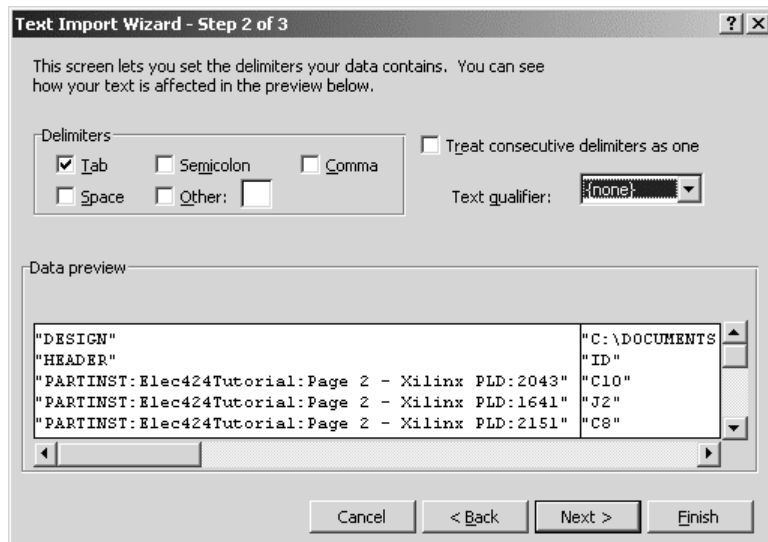 Text Import Wizard - Step 2 of 3
This screen lets you set the delimiters your data contains. You can see
how your text is affected in the preview below.
Delimiters
Tab Semicolon Comma
Space Other:
Treat consecutive delimiters as one
Text qualifier: {none}
Data preview
"DESIGN" "C:\DOCUMENTS
"HEADER" "ID"
"PARTINST:Elec424Tutorial:Page 2 - Xilinx PLD:2043" "C10"
"PARTINST:Elec424Tutorial:Page 2 - Xilinx PLD:1641" "J2"
"PARTINST:Elec424Tutorial:Page 2 - Xilinx PLD:2151" "C8"
Cancel < Back Next > Finish